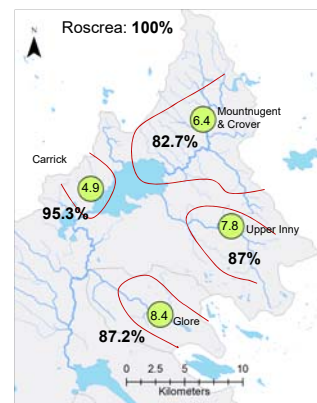 Roscrea: 100%
N
6.4
Mountnugent
& Crover
82.7%
Carrick
4.9
95.3%
7.8
Upper Inny
87%
8.4
Glore
87.2%
0 2.5 5 10
Kilometers